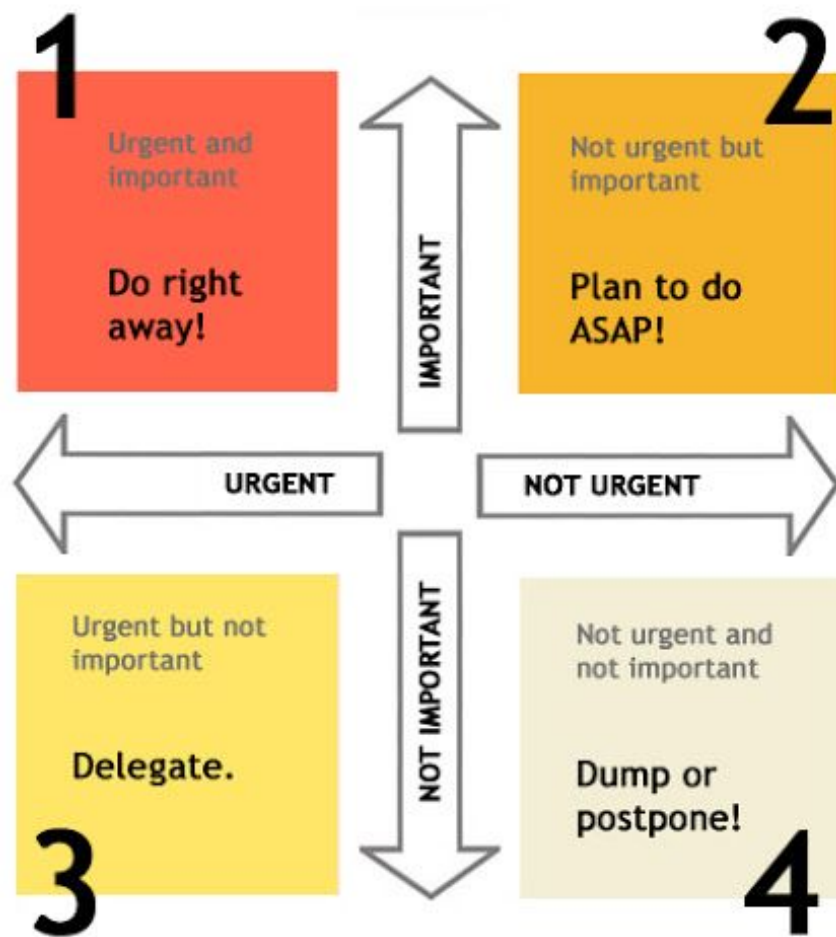 1
Urgent and
important
Do right
away!
2
Not urgent but
important
Plan to do
ASAP!
IMPORTANT
URGENT
NOT URGENT
NOT IMPORTANT
Urgent but not
important
Delegate.
3
Not urgent and
not important
Dump or
postpone!
4